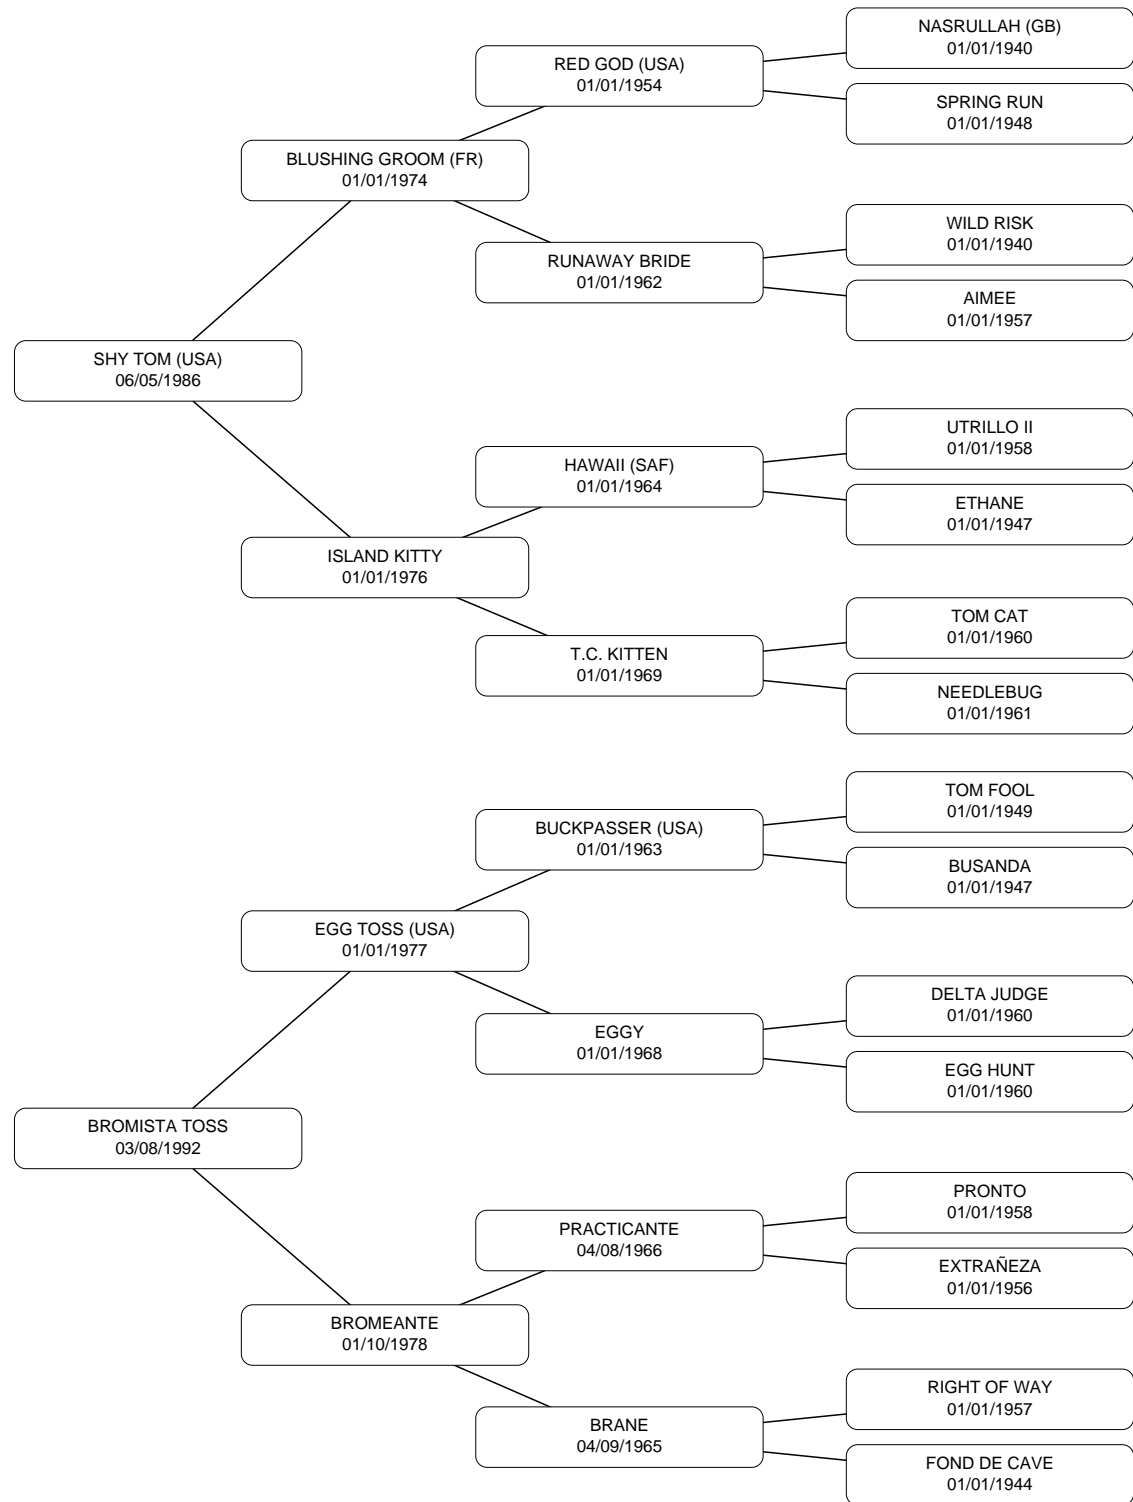 NASRULLAH (GB)
01/01/1940
RED GOD (USA)
01/01/1954
SPRING RUN
01/01/1948
BLUSHING GROOM (FR)
01/01/1974
WILD RISK
01/01/1940
RUNAWAY BRIDE
01/01/1962
AIMEE
01/01/1957
SHY TOM (USA)
06/05/1986
UTRILLO II
01/01/1958
HAWAII (SAF)
01/01/1964
ETHANE
01/01/1947
ISLAND KITTY
01/01/1976
TOM CAT
01/01/1960
T.C. KITTEN
01/01/1969
NEEDLEBUG
01/01/1961
TOM FOOL
01/01/1949
BUCKPASSER (USA)
01/01/1963
BUSANDA
01/01/1947
EGG TOSS (USA)
01/01/1977
DELTA JUDGE
01/01/1960
EGGY
01/01/1968
EGG HUNT
01/01/1960
BROMISTA TOSS
03/08/1992
PRONTO
01/01/1958
PRACTICANTE
04/08/1966
EXTRAÑEZA
01/01/1956
BROMEANTE
01/10/1978
RIGHT OF WAY
01/01/1957
BRANE
04/09/1965
FOND DE CAVE
01/01/1944